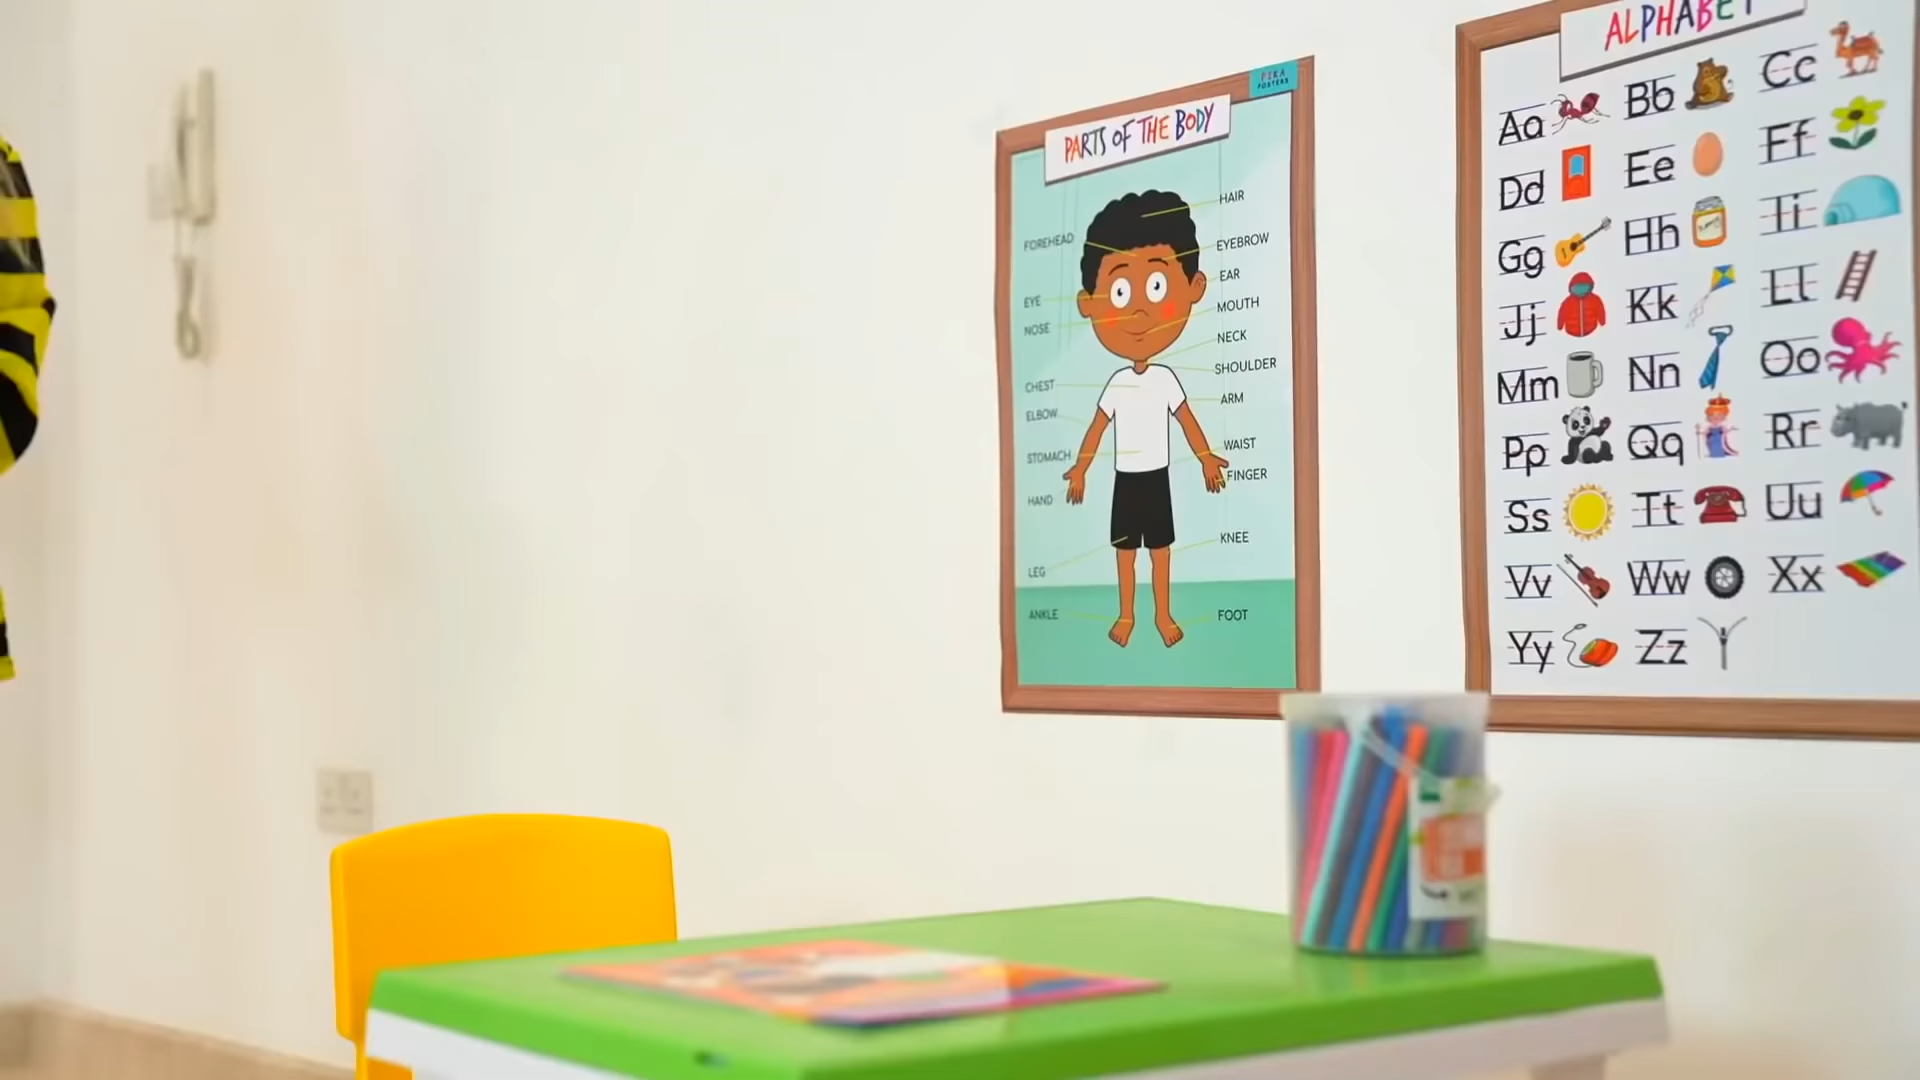 PEKA
POSTERS
PARTS OF THE BODY
HAIR
FOREHEAD
EYEBROW
EAR
EYE
MOUTH
NOSE
NECK
SHOULDER
CHEST
ARM
ELBOW
WAIST
STOMACH
FINGER
HAND
KNEE
LEG
ANKLE
FOOT
ALPHABET
Aa Bb Cc
Dd Ee Ff
Gg Hh Ii
Jj Kk Ll
Mm Nn Oo
Pp Qq Rr
Ss Tt Uu
Vv Ww Xx
Yy Zz